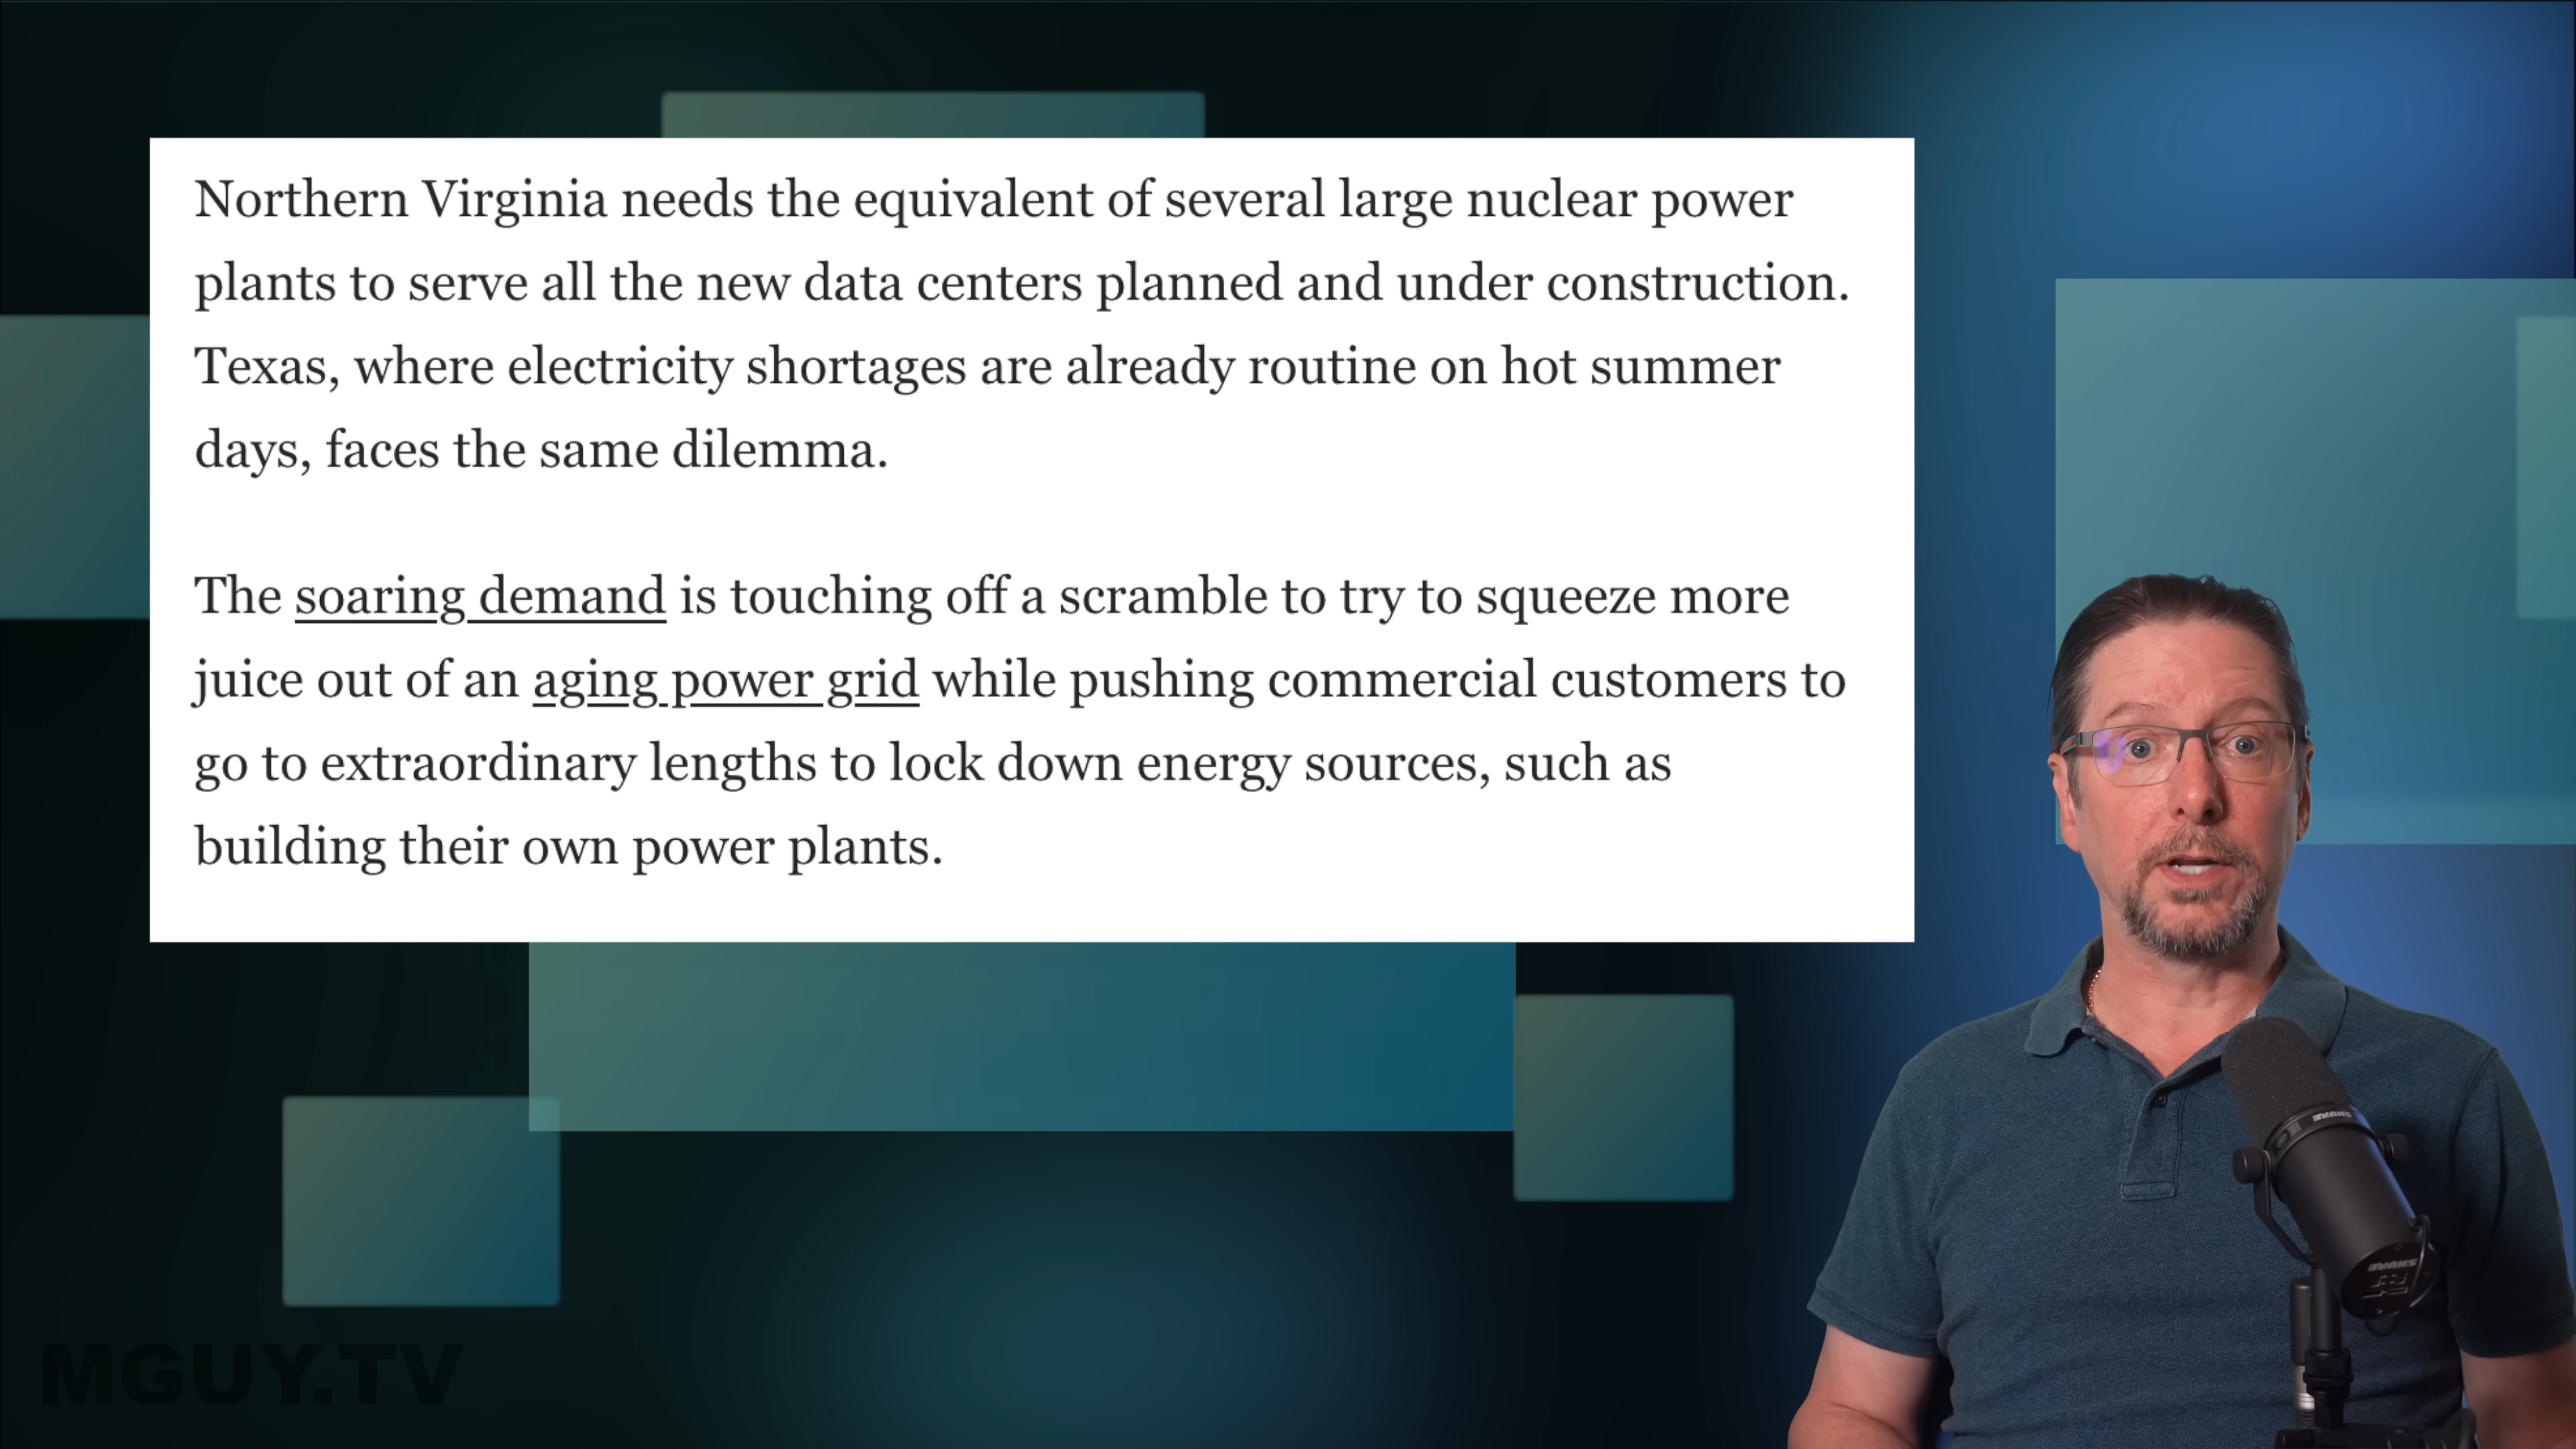 Northern Virginia needs the equivalent of several large nuclear power
plants to serve all the new data centers planned and under construction.
Texas, where electricity shortages are already routine on hot summer
days, faces the same dilemma.
The soaring demand is touching off a scramble to try to squeeze more
juice out of an aging power grid while pushing commercial customers to
go to extraordinary lengths to lock down energy sources, such as
building their own power plants.
SHURE
SHURE
MGUY.TV